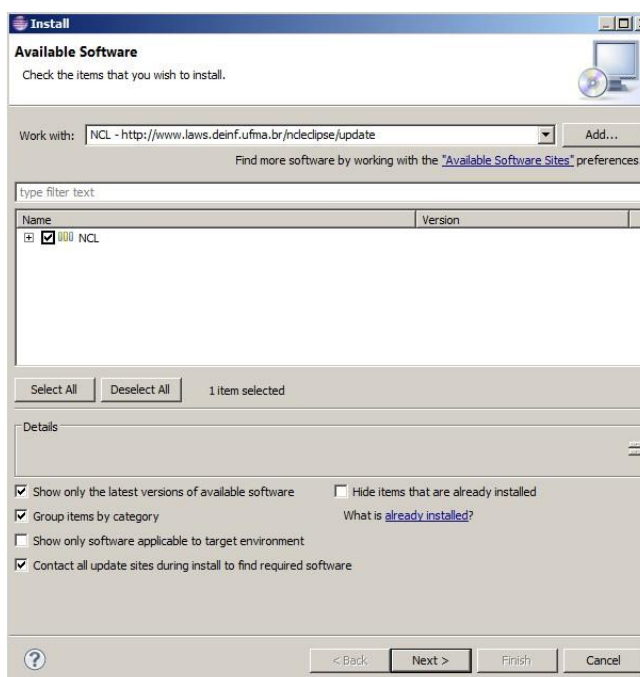 Install
Available Software
Check the items that you wish to install.
Work with: NCL - http://www.laws.deinf.ufma.br/ncleclipse/update Add...
Find more software by working with the "Available Software Sites" preferences
type filter text
Name Version
NCL
Select All Deselect All 1 item selected
Details
Show only the latest versions of available software Hide items that are already installed
Group items by category What is already installed?
Show only software applicable to target environment
Contact all update sites during install to find required software
? < Back Next > Finish Cancel